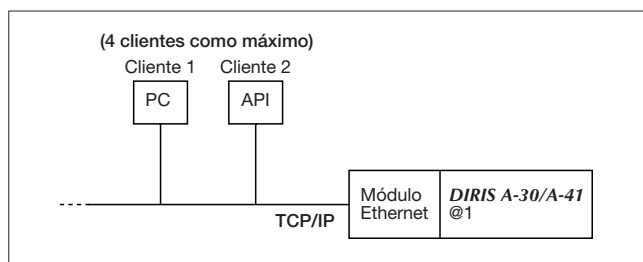 (4 clientes como máximo)
Cliente 1 Cliente 2
PC API
Módulo
Ethernet
DIRIS A-30/A-41
@1
TCP/IP